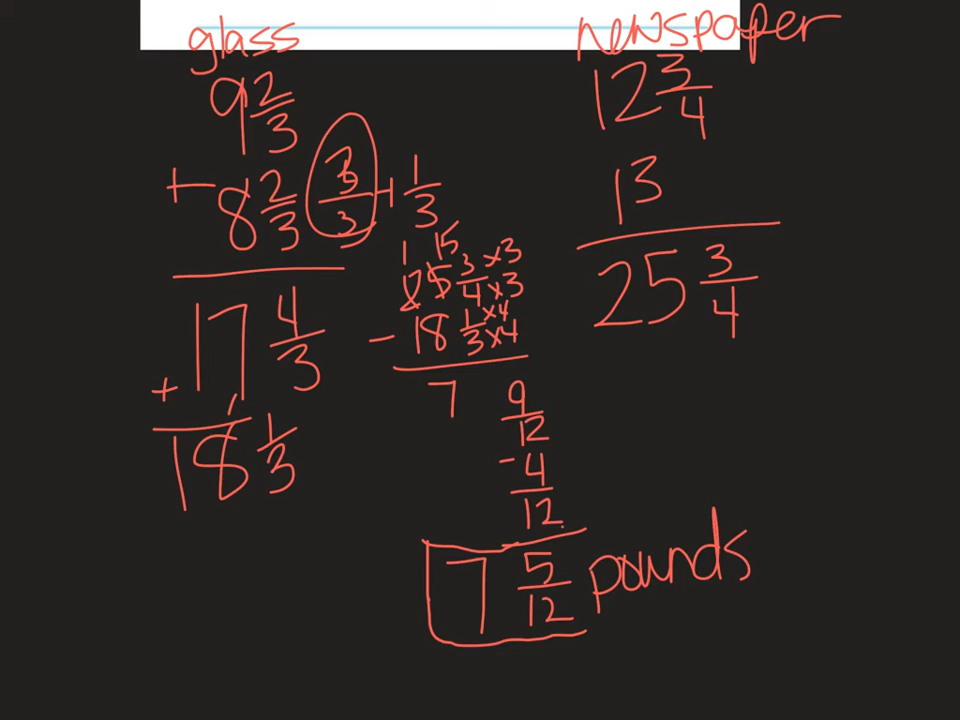 glass
9 2/3
+ 8 2/3 3/3 + 1/3
17 4/3
+ 1
18 1/3
1 15
25 3/4 ×3 ×3
- 18 1/3 ×4 ×4
7 9/12
- 4/12
7 5/12 pounds
newspaper
12 3/4
13
25 3/4